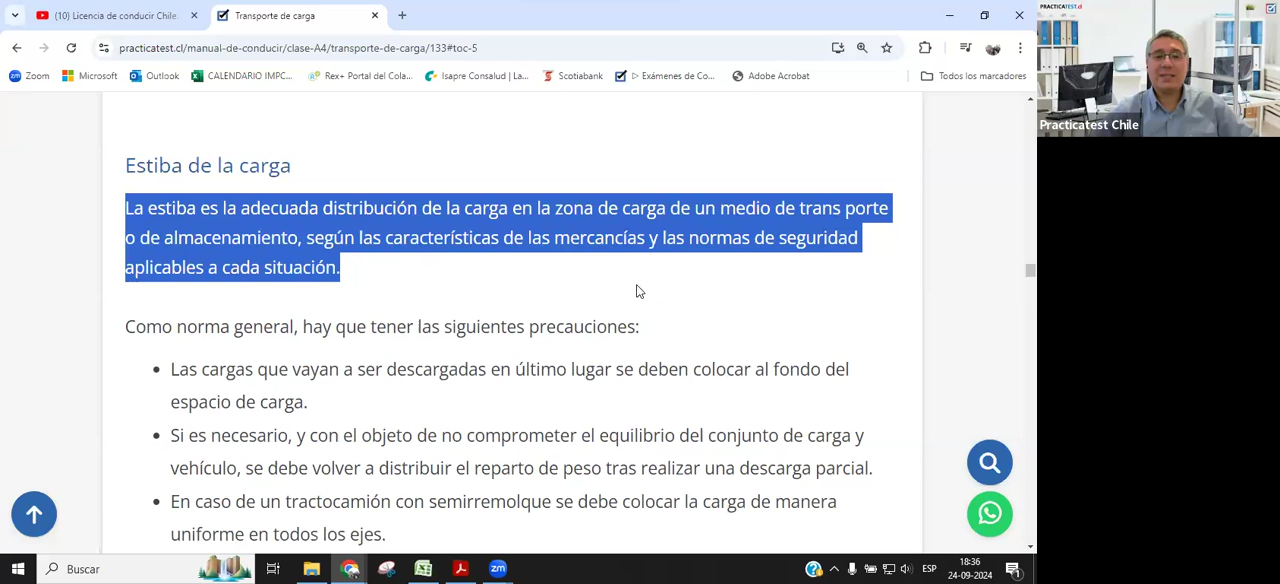 (10) Licencia de conducir Chile:
Transporte de carga
practicatest.cl/manual-de-conducir/clase-A4/transporte-de-carga/133#toc-5
Zoom
Microsoft
Outlook
CALENDARIO IMPC...
Rex+ Portal del Cola...
Isapre Consalud | La...
Scotiabank
▷ Exámenes de Co...
Adobe Acrobat
Todos los marcadores
PRACTICATEST.cl
Practicatest Chile
Estiba de la carga
La estiba es la adecuada distribución de la carga en la zona de carga de un medio de trans porte
o de almacenamiento, según las características de las mercancías y las normas de seguridad
aplicables a cada situación.
Como norma general, hay que tener las siguientes precauciones:
• Las cargas que vayan a ser descargadas en último lugar se deben colocar al fondo del
espacio de carga.
• Si es necesario, y con el objeto de no comprometer el equilibrio del conjunto de carga y
vehículo, se debe volver a distribuir el reparto de peso tras realizar una descarga parcial.
• En caso de un tractocamión con semirremolque se debe colocar la carga de manera
uniforme en todos los ejes.
Buscar
zm
ESP
18:36
24-09-2024
1